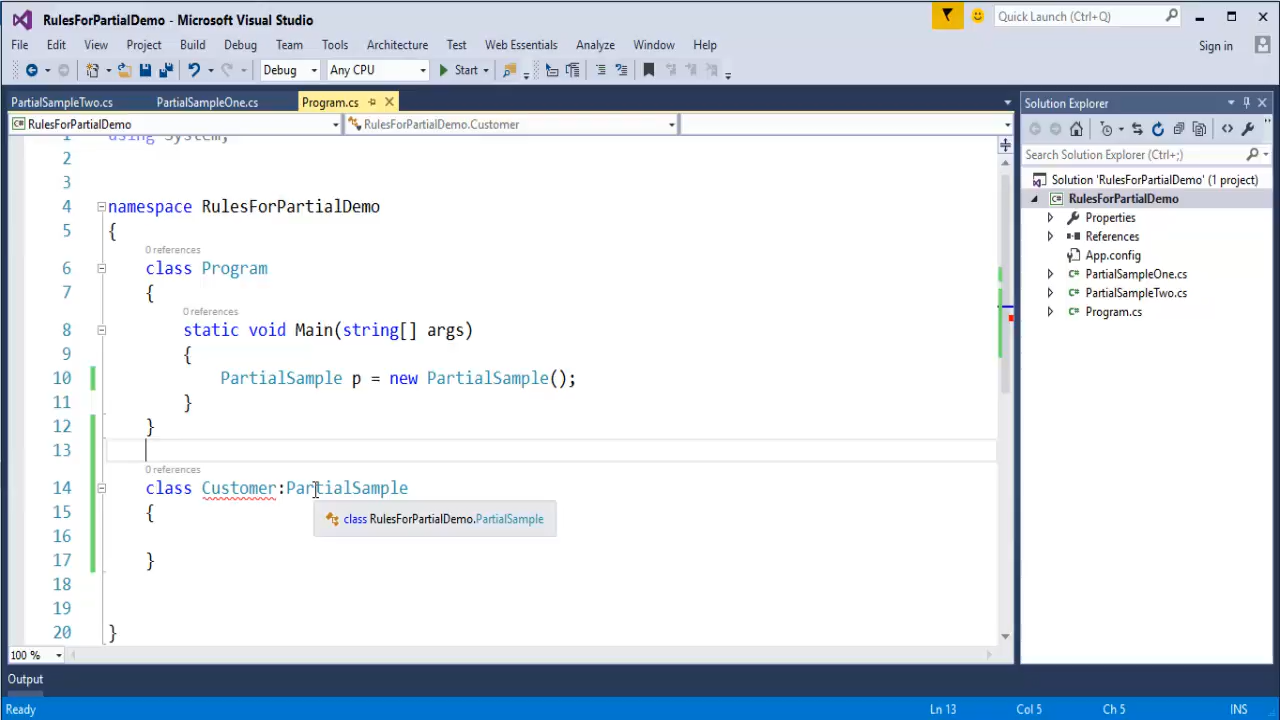 RulesForPartialDemo - Microsoft Visual Studio
Quick Launch (Ctrl+Q)
File Edit View Project Build Debug Team Tools Architecture Test Web Essentials Analyze Window Help
Sign in
Debug Any CPU Start
PartialSampleTwo.cs PartialSampleOne.cs Program.cs
RulesForPartialDemo RulesForPartialDemo.Customer
1 using System;
2
3
4 namespace RulesForPartialDemo
5 {
0 references
6 class Program
7 {
0 references
8 static void Main(string[] args)
9 {
10 PartialSample p = new PartialSample();
11 }
12 }
13
0 references
14 class Customer:PartialSample
15 {
class RulesForPartialDemo.PartialSample
16
17 }
18
19
20 }
100 %
Solution Explorer
Search Solution Explorer (Ctrl+;)
Solution 'RulesForPartialDemo' (1 project)
RulesForPartialDemo
Properties
References
App.config
PartialSampleOne.cs
PartialSampleTwo.cs
Program.cs
Output
Ready Ln 13 Col 5 Ch 5 INS